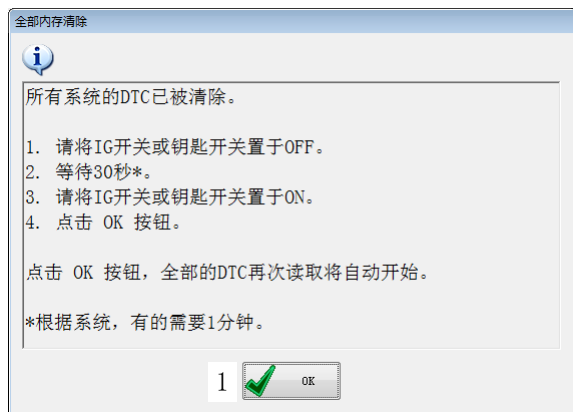 全部内存清除
所有系统的DTC已被清除。
1. 请将IG开关或钥匙开关置于OFF。
2. 等待30秒*。
3. 请将IG开关或钥匙开关置于ON。
4. 点击 OK 按钮。
点击 OK 按钮，全部的DTC再次读取将自动开始。
*根据系统，有的需要1分钟。
1 OK